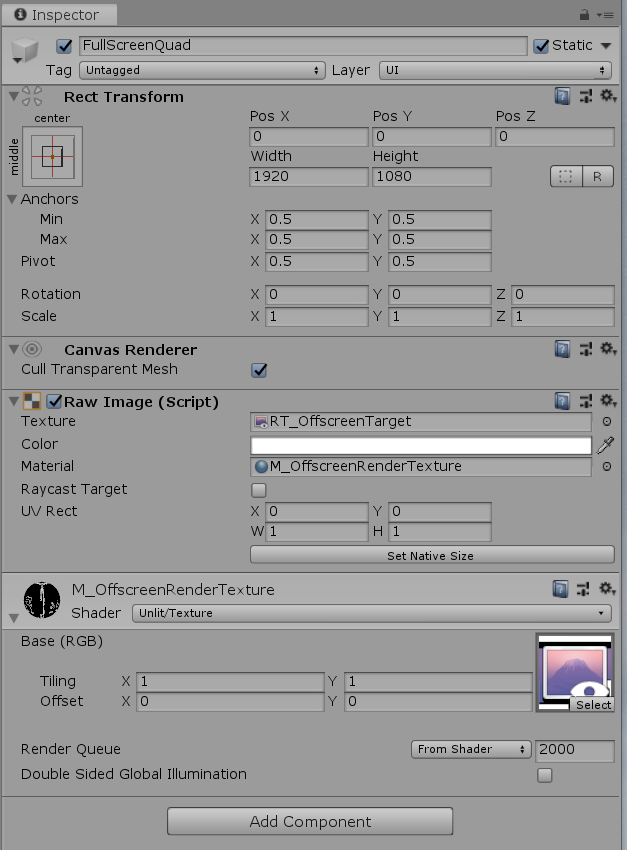 Inspector
FullScreenQuad Static
Tag Untagged Layer UI
Rect Transform
center
middle
Pos X Pos Y Pos Z
0 0 0
Width Height
1920 1080
R
Anchors
Min X 0.5 Y 0.5
Max X 0.5 Y 0.5
Pivot X 0.5 Y 0.5
Rotation X 0 Y 0 Z 0
Scale X 1 Y 1 Z 1
Canvas Renderer
Cull Transparent Mesh
Raw Image (Script)
Texture RT_OffscreenTarget
Color
Material M_OffscreenRenderTexture
Raycast Target
UV Rect X 0 Y 0
W 1 H 1
Set Native Size
M_OffscreenRenderTexture
Shader Unlit/Texture
Base (RGB)
Tiling X 1 Y 1
Offset X 0 Y 0
Select
Render Queue From Shader 2000
Double Sided Global Illumination
Add Component